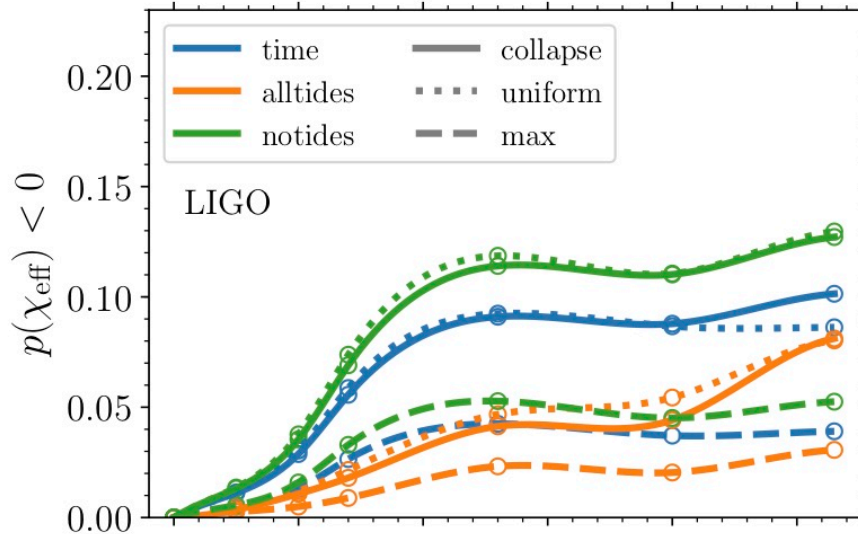 0.20
0.15
0.10
0.05
0.00
p(χeff) < 0
time
alltides
notides
collapse
uniform
max
LIGO